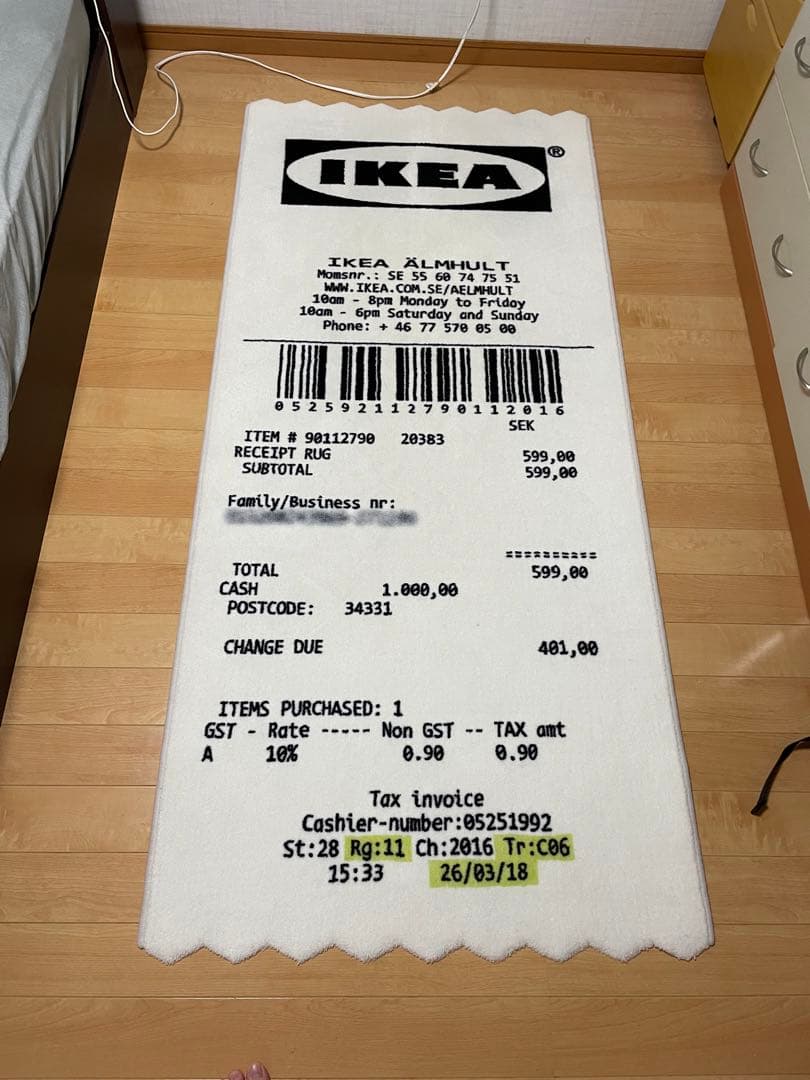 IKEA®
IKEA ÄLMHULT
Momsnr.: SE 55 60 74 75 51
WWW.IKEA.COM.SE/AELMHULT
10am - 8pm Monday to Friday
10am - 6pm Saturday and Sunday
Phone: + 46 77 570 05 00
05259211279011 2016
SEK
ITEM # 90112790 20383
RECEIPT RUG 599,00
SUBTOTAL 599,00
Family/Business nr:
==========
TOTAL 599,00
CASH 1.000,00
POSTCODE: 34331
CHANGE DUE 401,00
ITEMS PURCHASED: 1
GST - Rate ----- Non GST -- TAX amt
A 10% 0.90 0.90
Tax invoice
Cashier-number:05251992
St:28 Rg:11 Ch:2016 Tr:C06
15:33 26/03/18